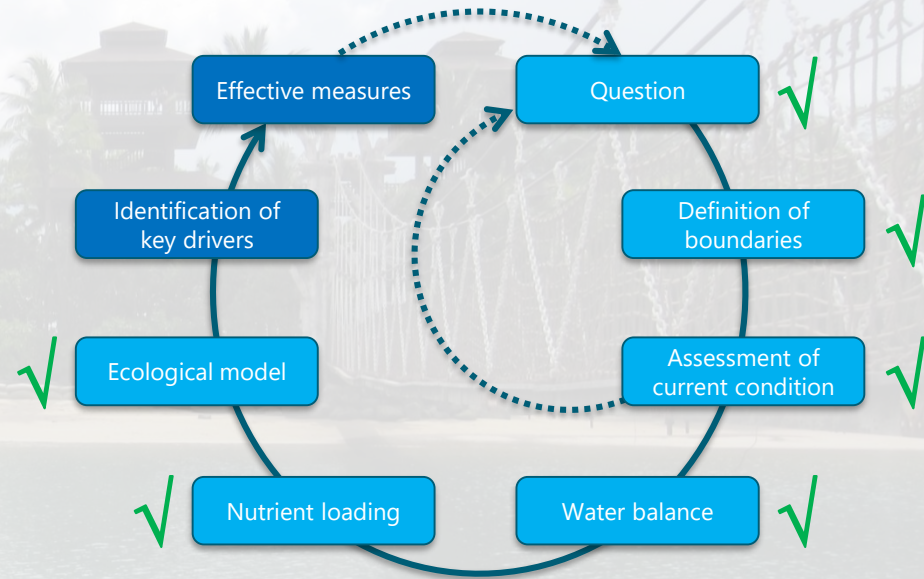 Effective measures
Question
Identification of
key drivers
Definition of
boundaries
Ecological model
Assessment of
current condition
Nutrient loading
Water balance